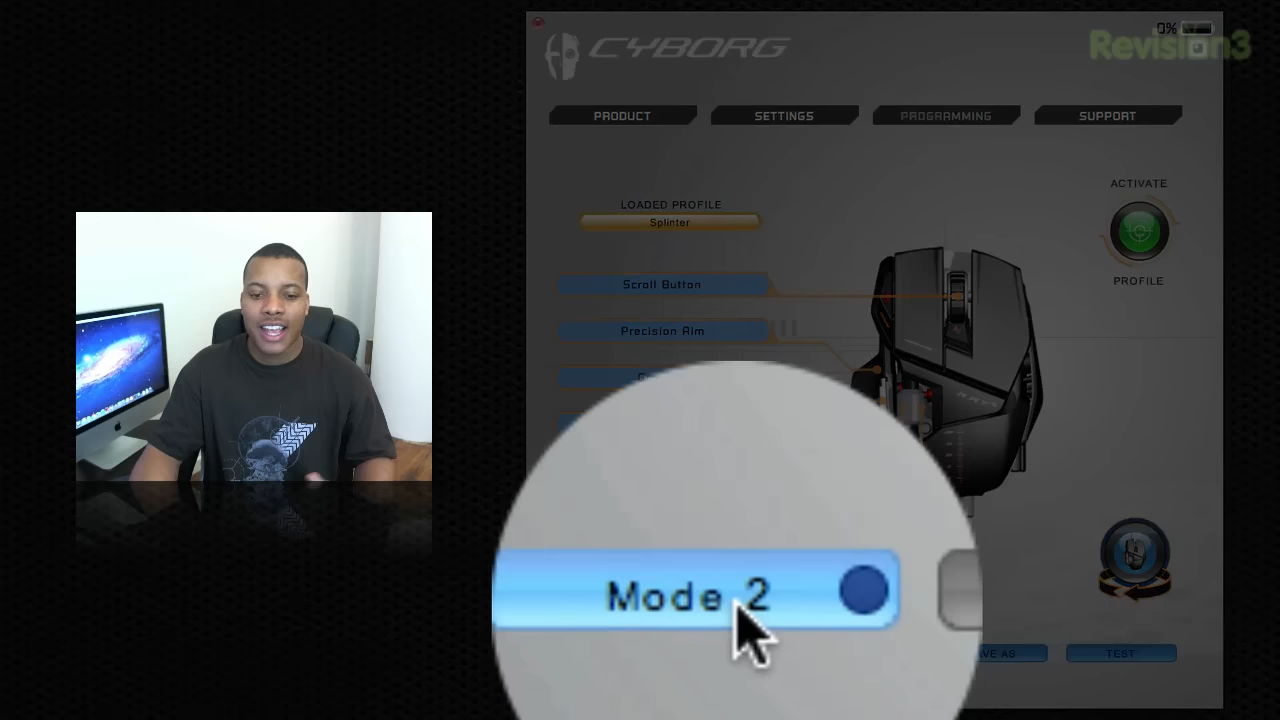 0%
Revision3
CYBORG
PRODUCT SETTINGS PROGRAMMING SUPPORT
ACTIVATE
LOADED PROFILE
Splinter
PROFILE
Scroll Button
Precision Aim
Mode 2
AS TEST